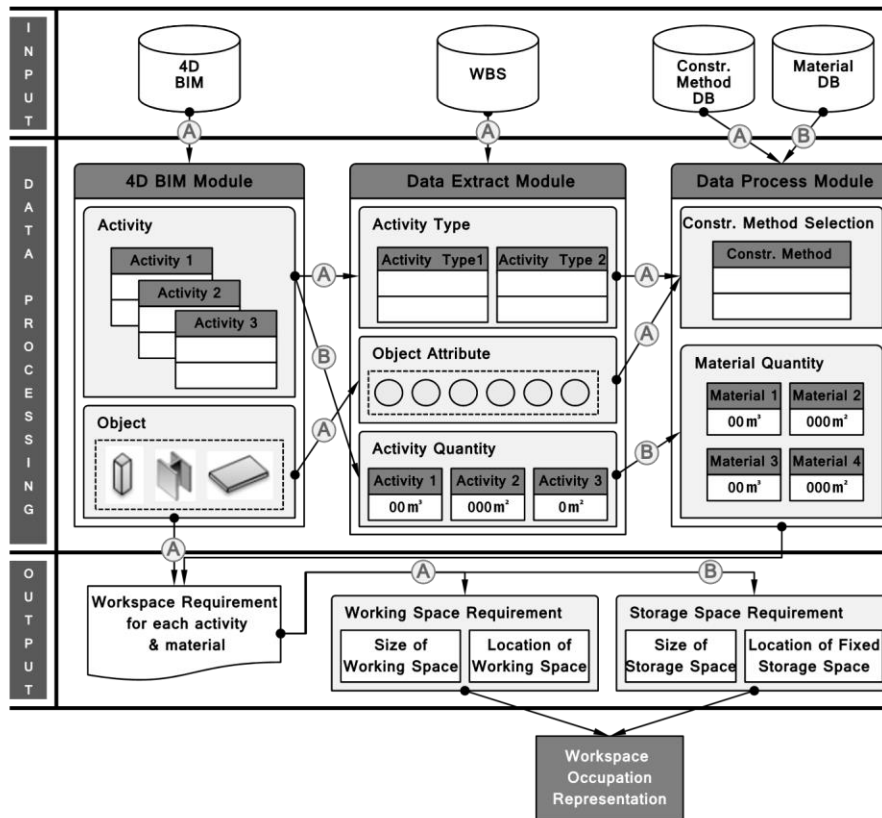 INPUT
4D
BIM
WBS
Constr.
Method
DB
Material
DB
A
A
A
B
DATA PROCESSING
4D BIM Module
Activity
Activity 1
Activity 2
Activity 3
Object
A
B
A
Data Extract Module
Activity Type
Activity Type1
Activity Type 2
Object Attribute
Activity Quantity
Activity 1
Activity 2
Activity 3
00m³
000m²
0m²
A
A
B
Data Process Module
Constr. Method Selection
Constr. Method
Material Quantity
Material 1
Material 2
00m³
000m²
Material 3
Material 4
00m³
000m²
OUTPUT
A
Workspace Requirement
for each activity
& material
A
B
Working Space Requirement
Size of
Working Space
Location of
Working Space
Storage Space Requirement
Size of
Storage Space
Location of Fixed
Storage Space
Workspace
Occupation
Representation